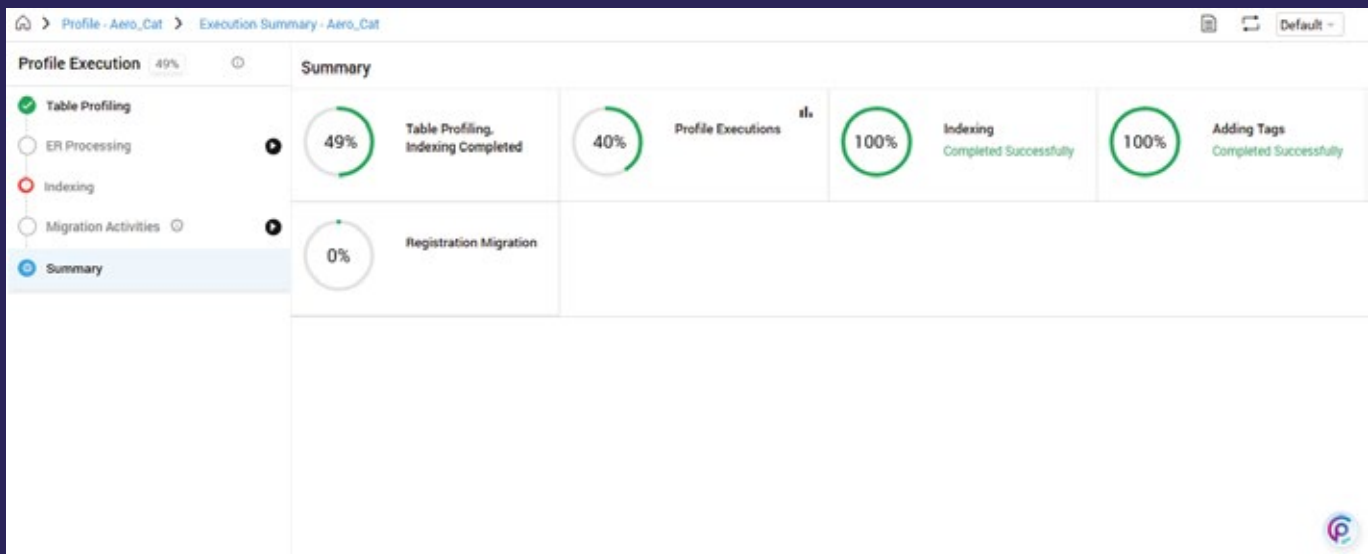 Profile - Aero_Cat
Execution Summary - Aero_Cat
Default
Profile Execution 49%
Table Profiling
ER Processing
Indexing
Migration Activities
Summary
Summary
49%
Table Profiling,
Indexing Completed
40%
Profile Executions
100%
Indexing
Completed Successfully
100%
Adding Tags
Completed Successfully
0%
Registration Migration